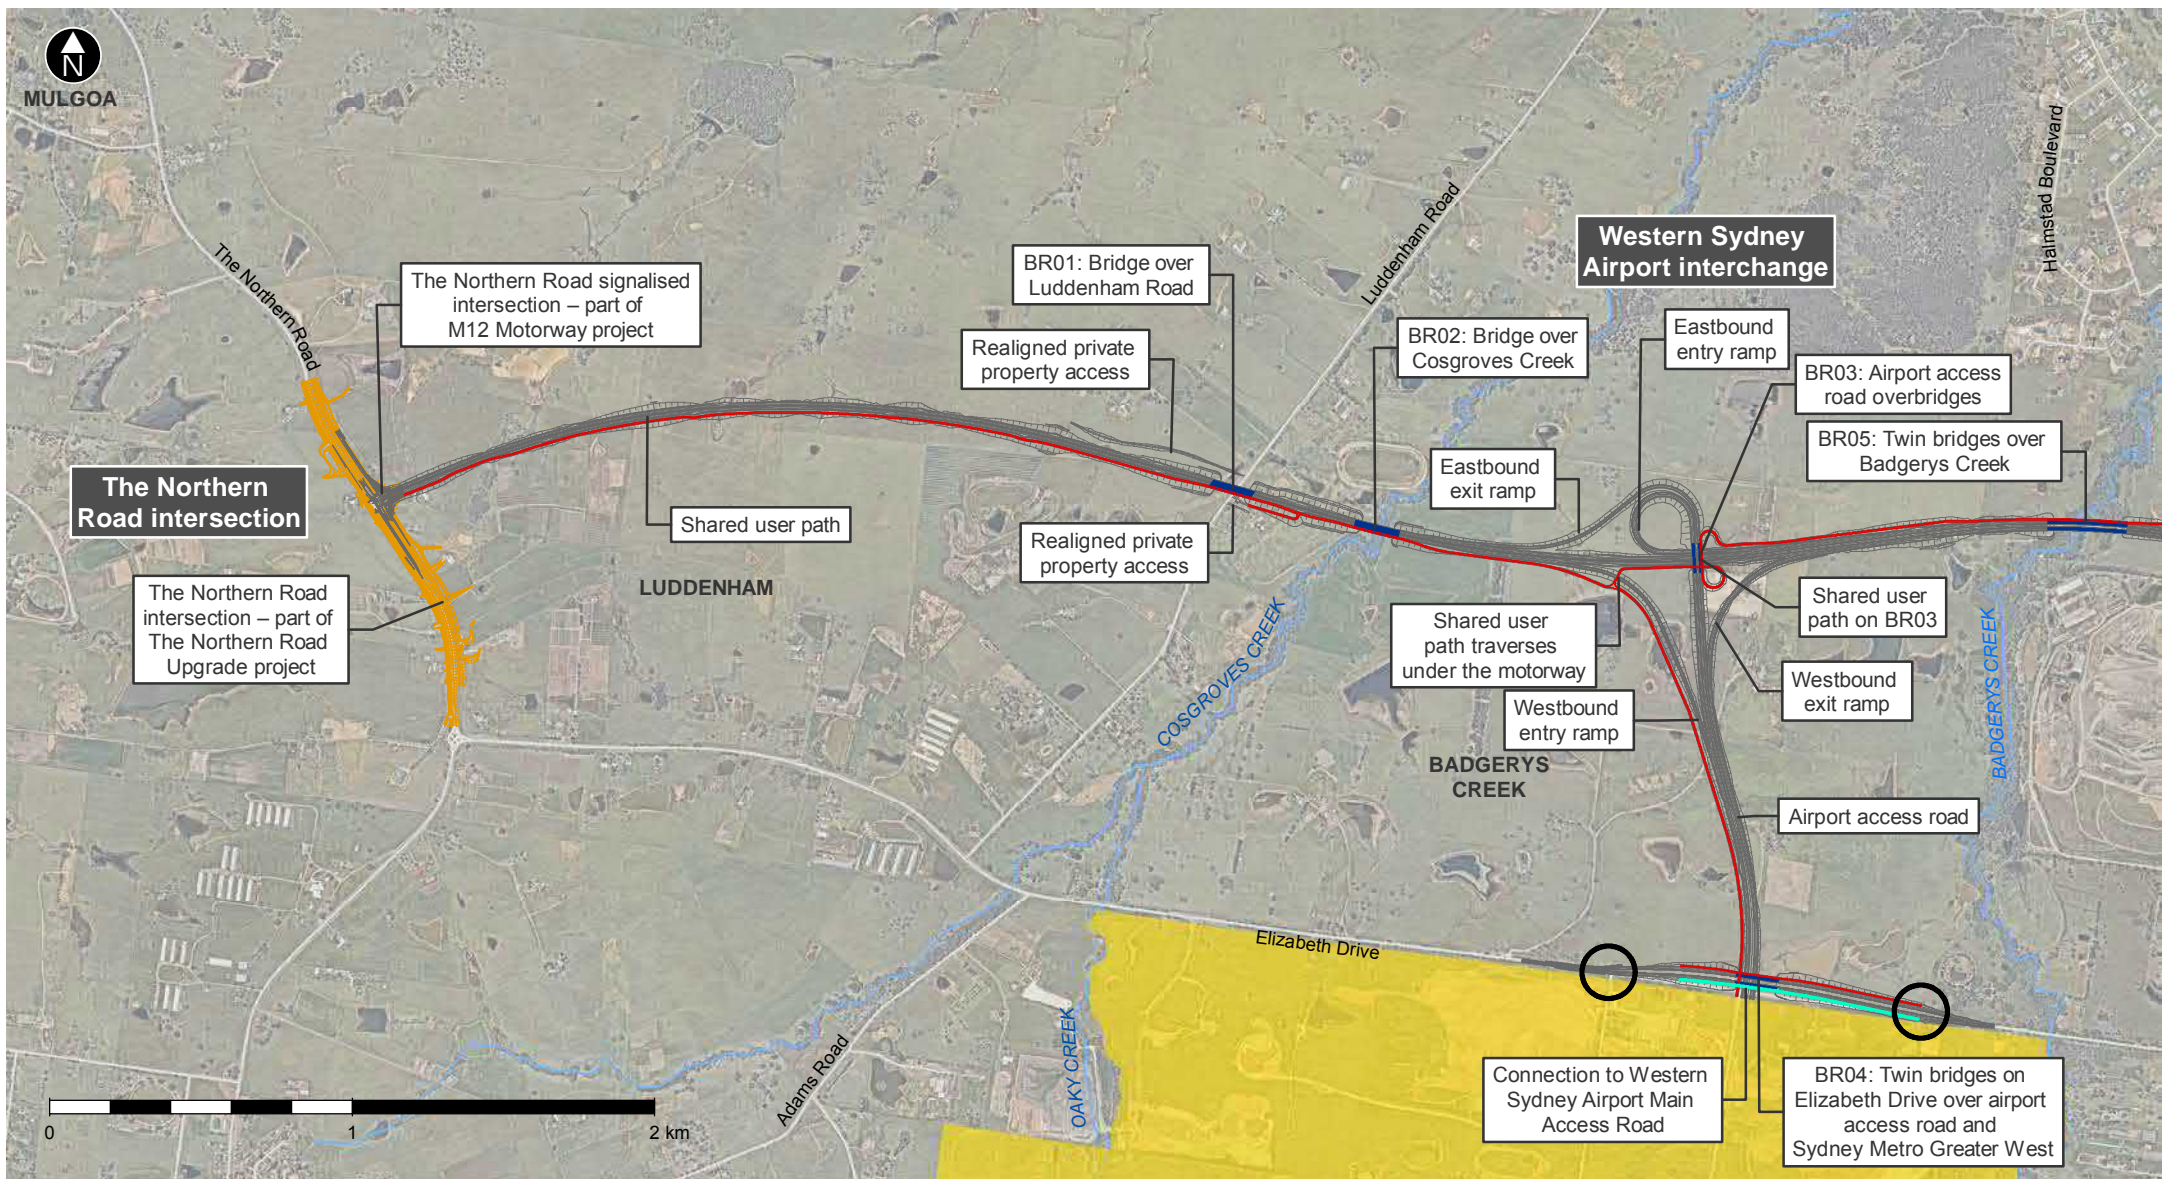 N
MULGOA
The Northern Road
The Northern Road signalised
intersection – part of
M12 Motorway project
BR01: Bridge over
Luddenham Road
Realigned private
property access
Luddenham Road
BR02: Bridge over
Cosgroves Creek
Western Sydney
Airport interchange
Eastbound
entry ramp
Halmstad Boulevard
BR03: Airport access
road overbridges
BR05: Twin bridges over
Badgerys Creek
Eastbound
exit ramp
The Northern
Road intersection
Shared user path
Realigned private
property access
The Northern Road
intersection – part of
The Northern Road
Upgrade project
LUDDENHAM
COSGROVES CREEK
Shared user
path traverses
under the motorway
Shared user
path on BR03
Westbound
exit ramp
Westbound
entry ramp
BADGERYS CREEK
BADGERYS
CREEK
Airport access road
Elizabeth Drive
Adams Road
OAKY CREEK
Connection to Western
Sydney Airport Main
Access Road
BR04: Twin bridges on
Elizabeth Drive over airport
access road and
Sydney Metro Greater West
0 1 2 km